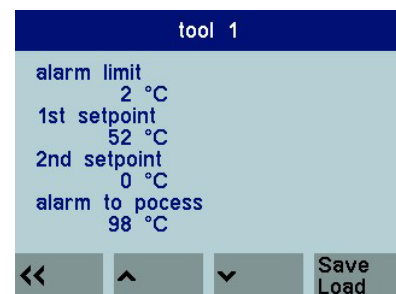 tool 1
alarm limit
2 °C
1st setpoint
52 °C
2nd setpoint
0 °C
alarm to pocess
98 °C
Save
Load